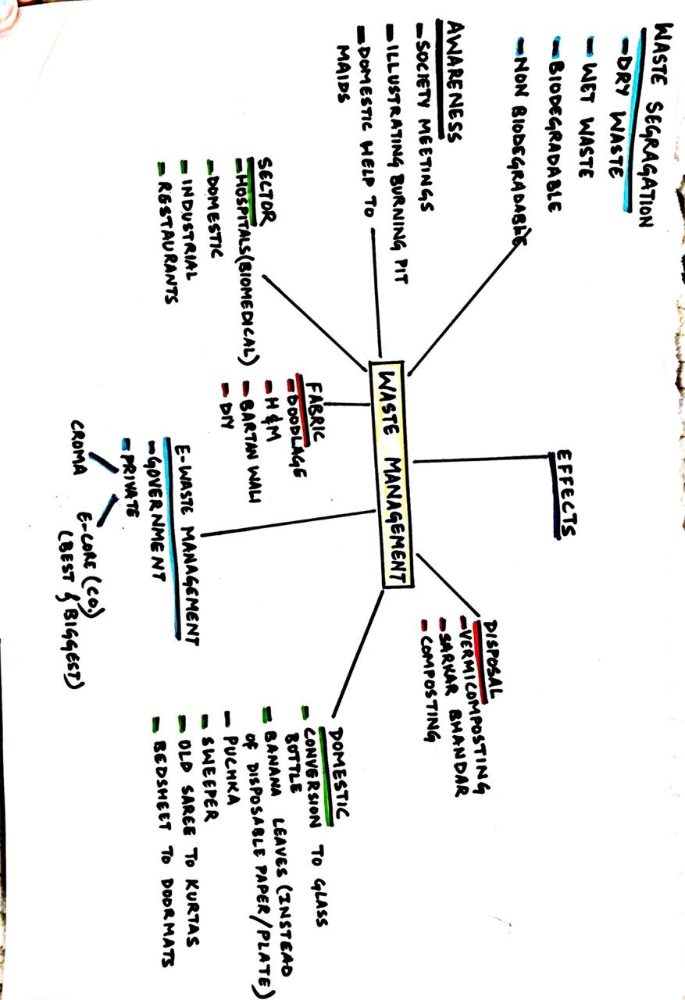 WASTE SEGRAGATION
- DRY WASTE
- WET WASTE
- BIODEGRADABLE
- NON BIODEGRADABLE
AWARENESS
- SOCIETY MEETINGS
- ILLUSTRATING BURNING PIT
- DOMESTIC HELP TO
MAIDS
SECTOR
- HOSPITALS (BIOMEDICAL)
- DOMESTIC
- INDUSTRIAL
- RESTAURANTS
WASTE MANAGEMENT
EFFECTS
FABRIC
- DOODLAGE
- H & M
- BARTAN WALI
- DIY
E-WASTE MANAGEMENT
- GOVERNMENT
- PRIVATE
CROMA
E-CORE (CO.)
(BEST & BIGGEST)
DISPOSAL
- VERMICOMPOSTING
- SARKAR BHANDAR
- COMPOSTING
DOMESTIC
- CONVERSION TO GLASS
BOTTLE
- BANANA LEAVES (INSTEAD
OF DISPOSABLE PAPER/PLATE)
- PUCHKA
- SWEEPER
- OLD SAREE TO KURTAS
- BEDSHEET TO DOORMATS